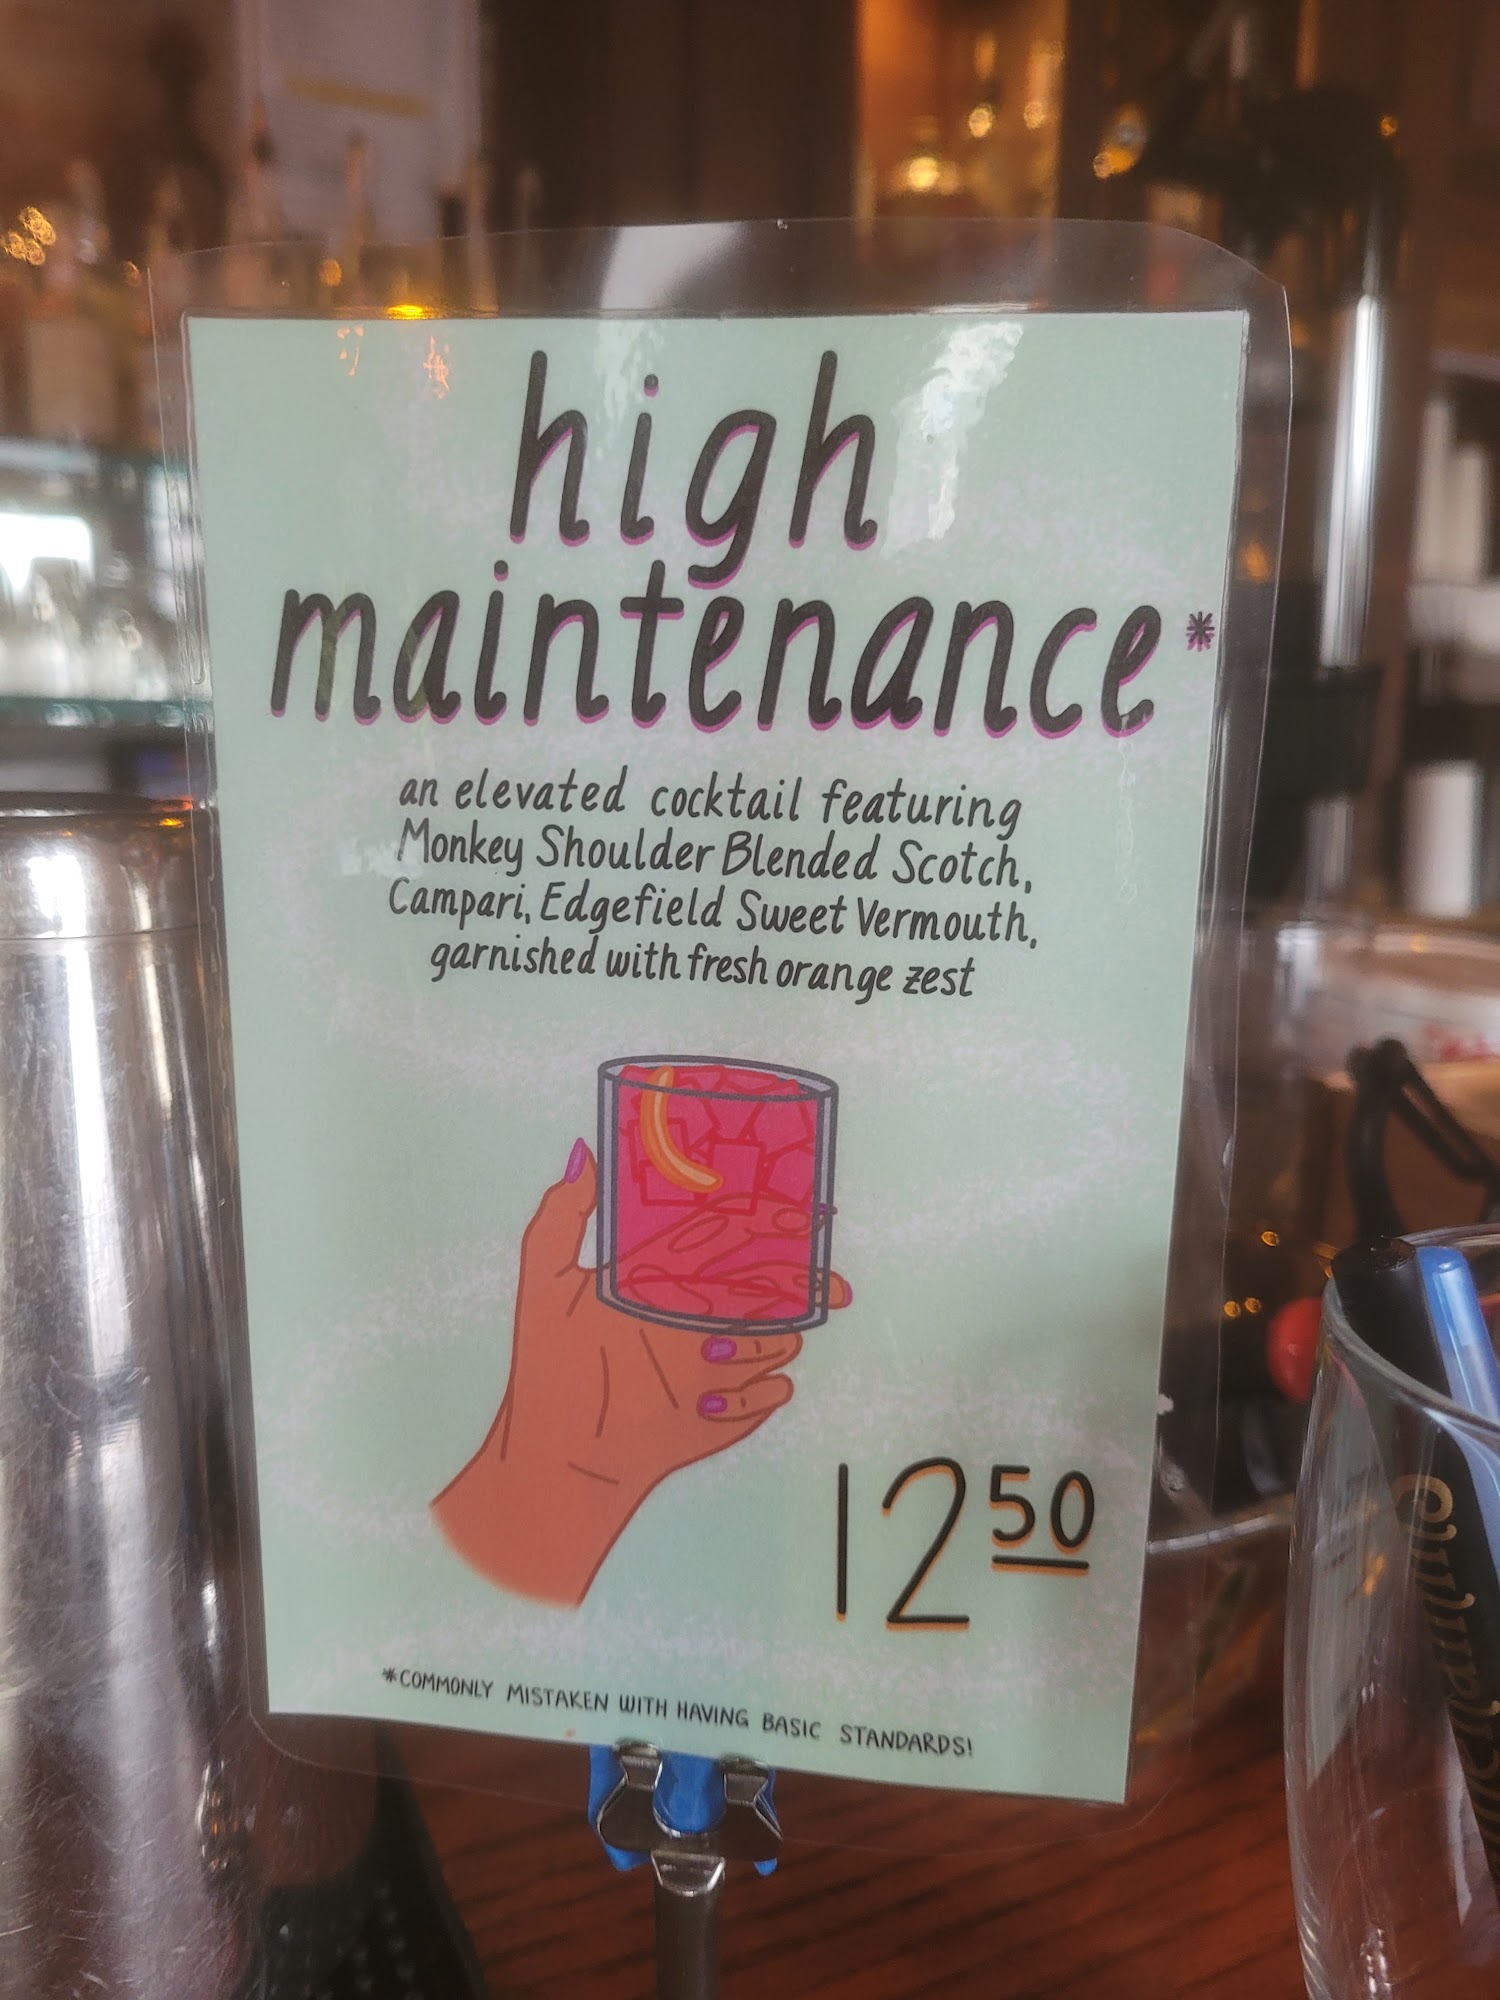 high
maintenance*
an elevated cocktail featuring
Monkey Shoulder Blended Scotch,
Campari, Edgefield Sweet Vermouth,
garnished with fresh orange zest
12 50
*COMMONLY MISTAKEN WITH HAVING BASIC STANDARDS!